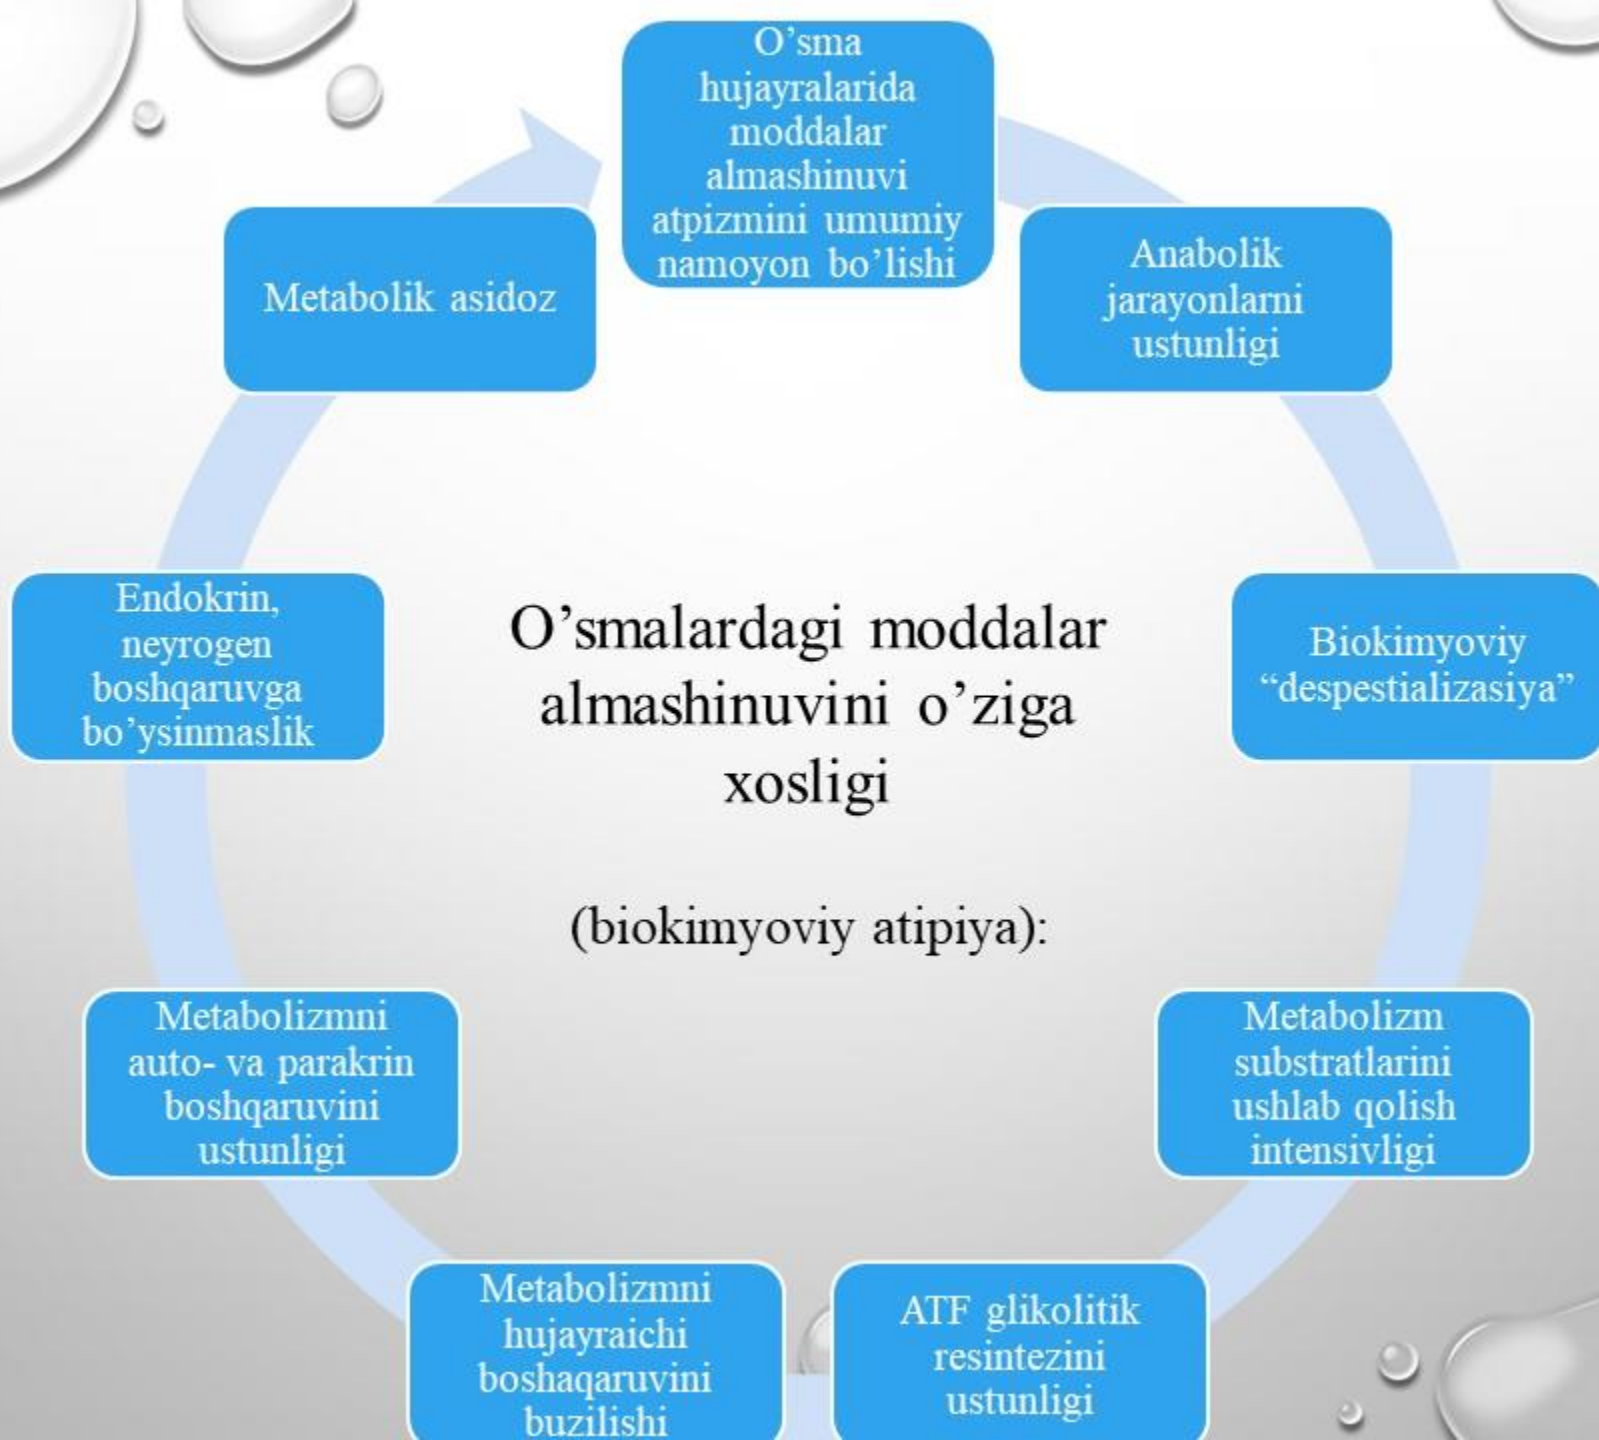 O’sma
hujayralarida
moddalar
almashinuvi
atpizmini umumiy
namoyon bo’lishi
Anabolik
jarayonlarni
ustunligi
Biokimyoviy
“despestializasiya”
Metabolizm
substratlarini
ushlab qolish
intensivligi
ATF glikolitik
resintezini
ustunligi
Metabolizmni
hujayraichi
boshaqaruvini
buzilishi
Metabolizmni
auto- va parakrin
boshqaruvini
ustunligi
Endokrin,
neyrogen
boshqaruvga
bo’ysinmaslik
Metabolik asidoz
O’smalardagi moddalar
almashinuvini o’ziga
xosligi
(biokimyoviy atipiya):